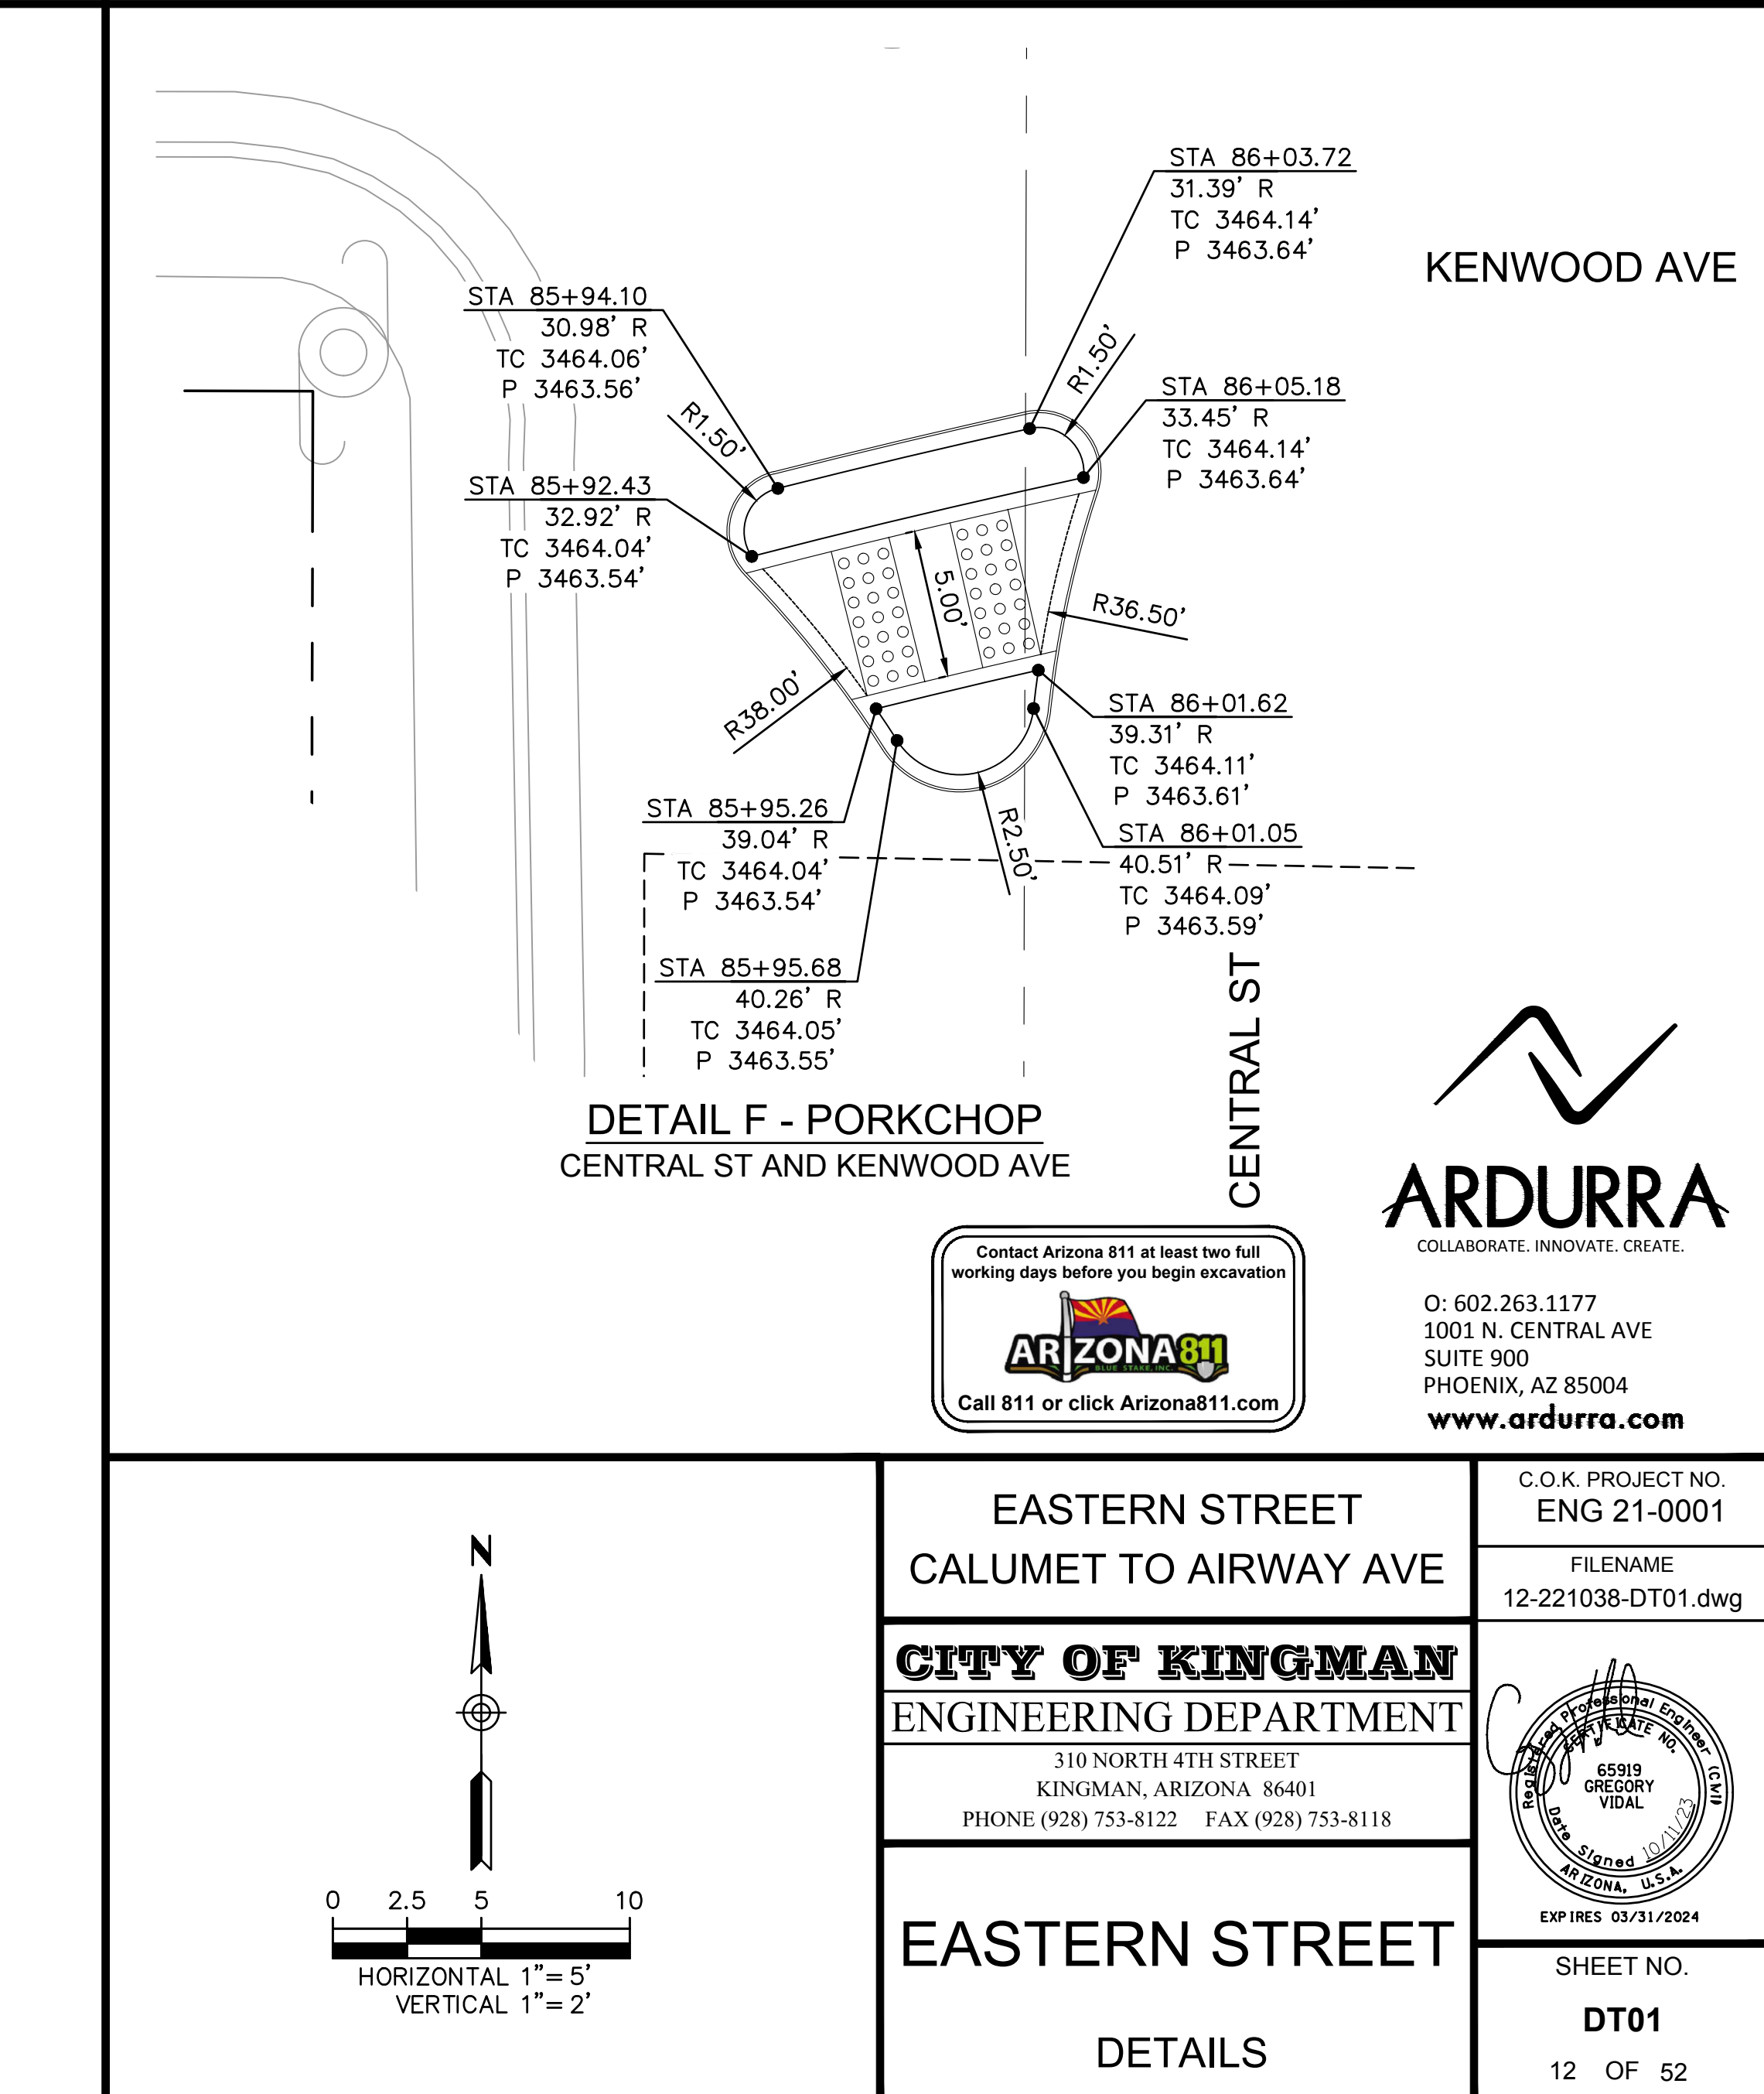 STA 86+03.72
31.39' R
TC 3464.14'
P 3463.64'
KENWOOD AVE
STA 85+94.10
30.98' R
TC 3464.06'
P 3463.56'
R1.50'
R1.50'
STA 86+05.18
33.45' R
TC 3464.14'
P 3463.64'
STA 85+92.43
32.92' R
TC 3464.04'
P 3463.54'
5.00'
R36.50'
R38.00'
STA 86+01.62
39.31' R
TC 3464.11'
P 3463.61'
STA 85+95.26
39.04' R
TC 3464.04'
P 3463.54'
R2.50'
STA 86+01.05
40.51' R
TC 3464.09'
P 3463.59'
STA 85+95.68
40.26' R
TC 3464.05'
P 3463.55'
CENTRAL ST
DETAIL F - PORKCHOP
CENTRAL ST AND KENWOOD AVE
ARDURRA
COLLABORATE. INNOVATE. CREATE.
O: 602.263.1177
1001 N. CENTRAL AVE
SUITE 900
PHOENIX, AZ 85004
www.ardurra.com
Contact Arizona 811 at least two full
working days before you begin excavation
ARIZONA811
BLUE STAKE, INC.
Call 811 or click Arizona811.com
N
0 2.5 5 10
HORIZONTAL 1"= 5'
VERTICAL 1"= 2'
EASTERN STREET
CALUMET TO AIRWAY AVE
CITY OF KINGMAN
ENGINEERING DEPARTMENT
310 NORTH 4TH STREET
KINGMAN, ARIZONA 86401
PHONE (928) 753-8122 FAX (928) 753-8118
EASTERN STREET
DETAILS
C.O.K. PROJECT NO.
ENG 21-0001
FILENAME
12-221038-DT01.dwg
Registered Professional Engineer (CIVIL)
CERTIFICATE NO.
65919
GREGORY
VIDAL
Date Signed 10/11/23
ARIZONA, U.S.A.
EXPIRES 03/31/2024
SHEET NO.
DT01
12 OF 52